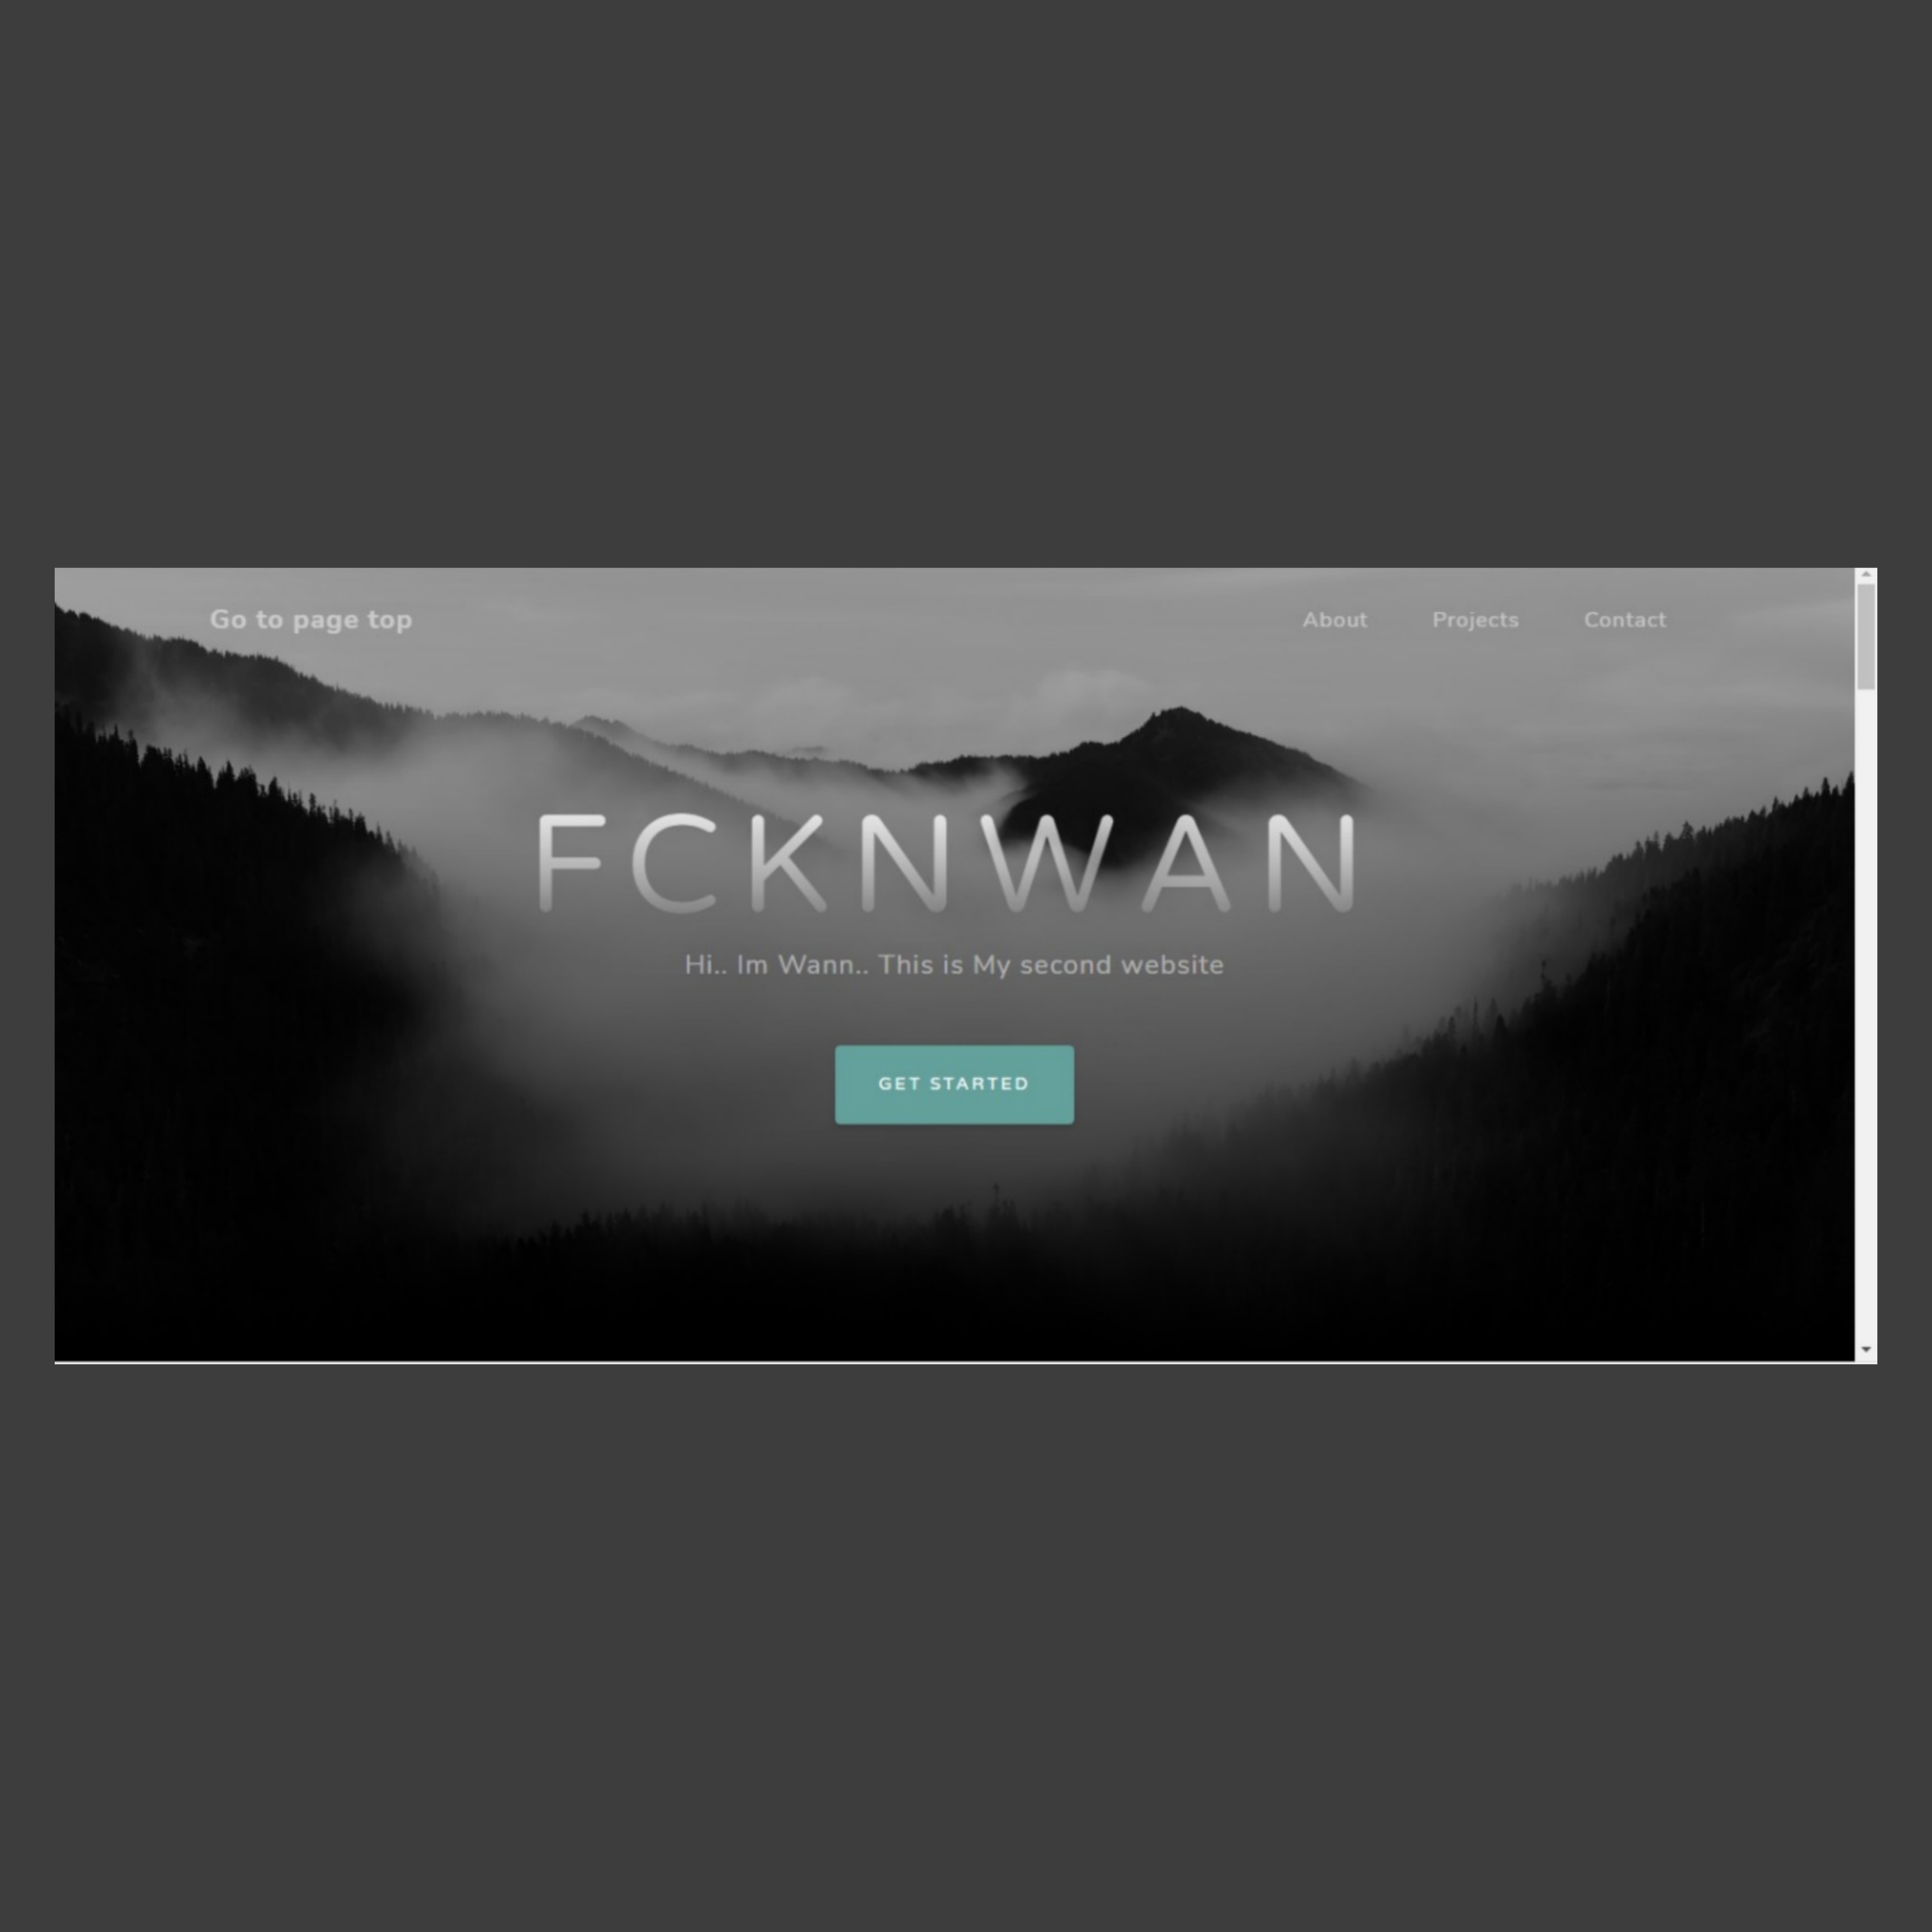 Go to page top
About Projects Contact
FCKNWAN
Hi.. Im Wann.. This is My second website
GET STARTED